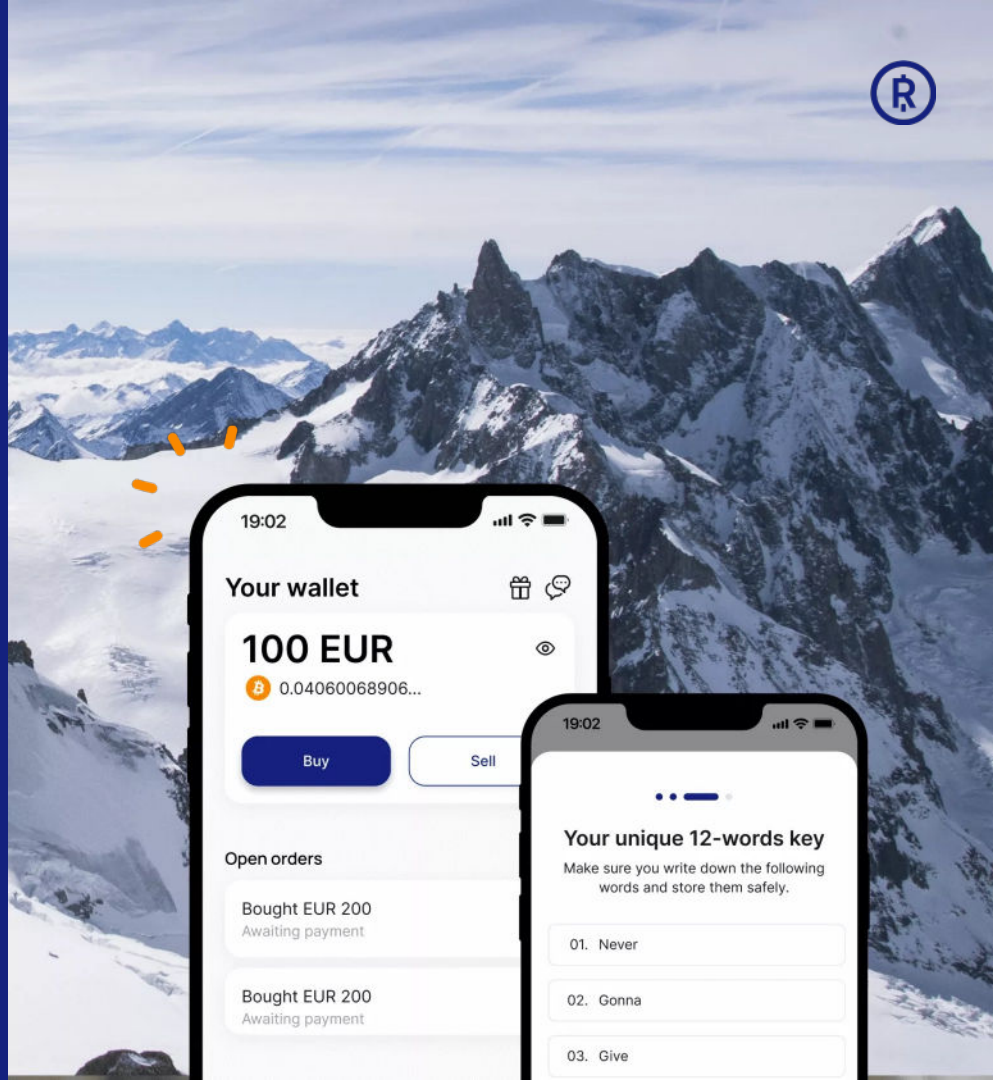 19:02
Your wallet
100 EUR
0.04060068906...
Buy
Sell
Open orders
Bought EUR 200
Awaiting payment
Bought EUR 200
Awaiting payment
19:02
Your unique 12-words key
Make sure you write down the following
words and store them safely.
01. Never
02. Gonna
03. Give